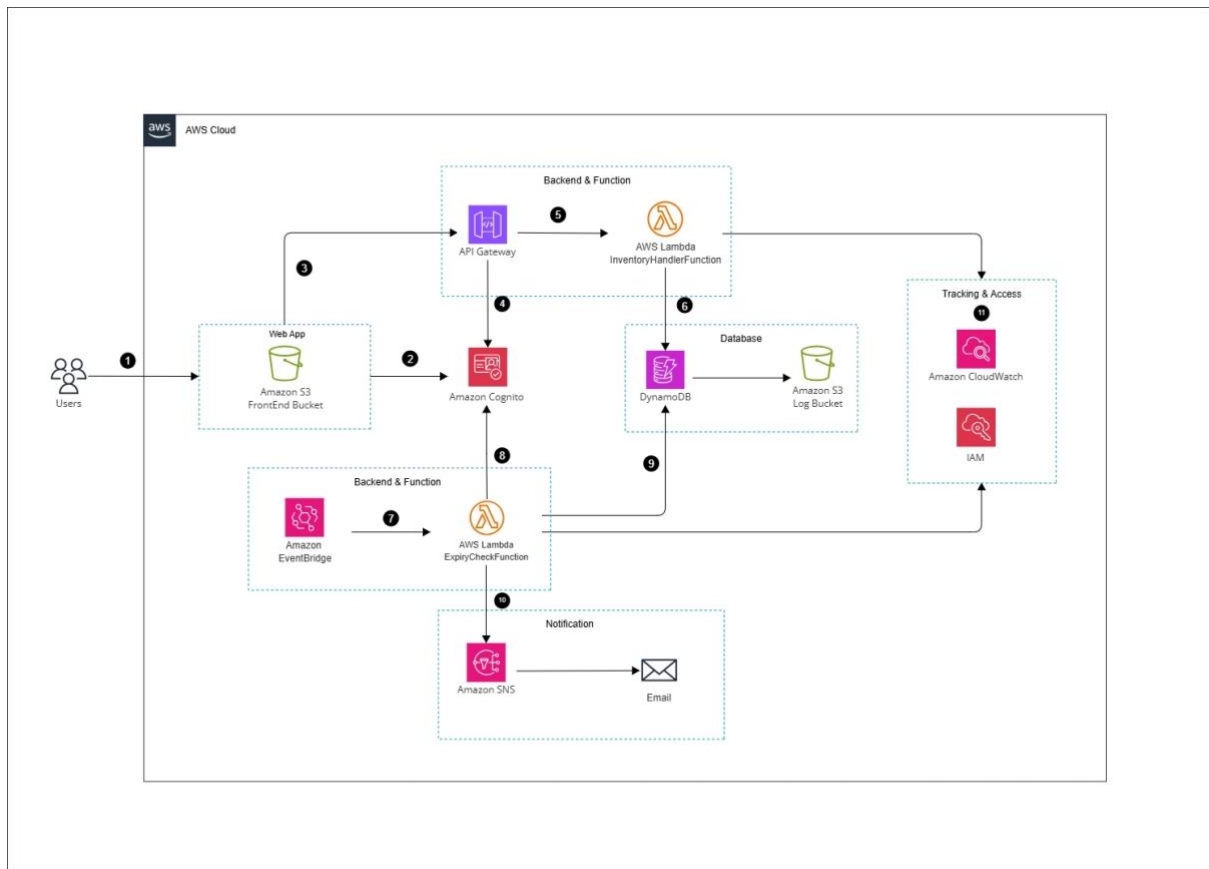 aws
AWS Cloud
Backend & Function
5
API Gateway
AWS Lambda
InventoryHandlerFunction
3
4
6
Tracking & Access
11
Amazon CloudWatch
IAM
Web App
Amazon S3
FrontEnd Bucket
1
Users
2
Amazon Cognito
Database
DynamoDB
Amazon S3
Log Bucket
8
9
Backend & Function
7
Amazon
EventBridge
AWS Lambda
ExpiryCheckFunction
10
Notification
Amazon SNS
Email